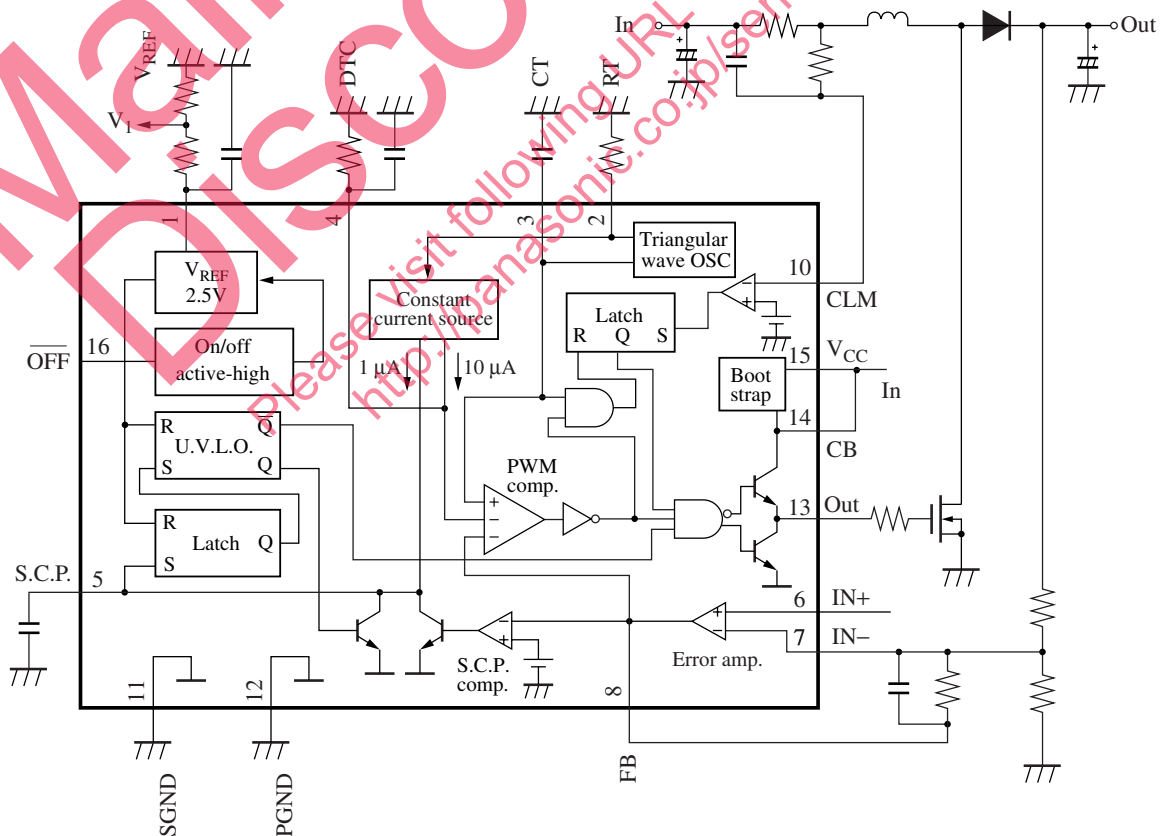 In
Out
VREF
DTC
CT
RT
V1
1
4
3
2
VREF
2.5V
Triangular
wave OSC
10
CLM
Constant
current source
Latch
R Q S
16
OFF
On/off
active-high
1 μA
10 μA
15
VCC
Boot
strap
In
14
CB
R Q
U.V.L.O.
S Q
PWM
comp.
+
−
−
13
Out
R
Latch Q
S
S.C.P.
5
6
IN+
7
IN−
Error amp.
S.C.P.
comp.
11
12
8
SGND
PGND
FB
Please visit following URL
http://panasonic.co.jp/sem
Mai
Disco